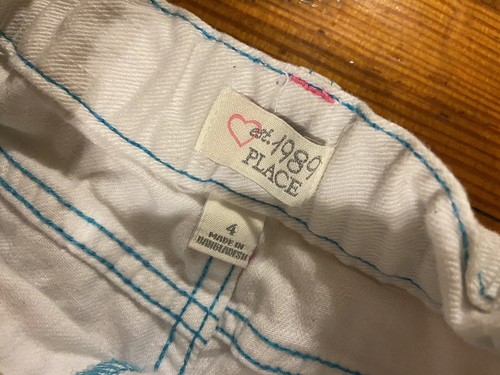 est. 1989
PLACE
4
MADE IN
BANGLADESH